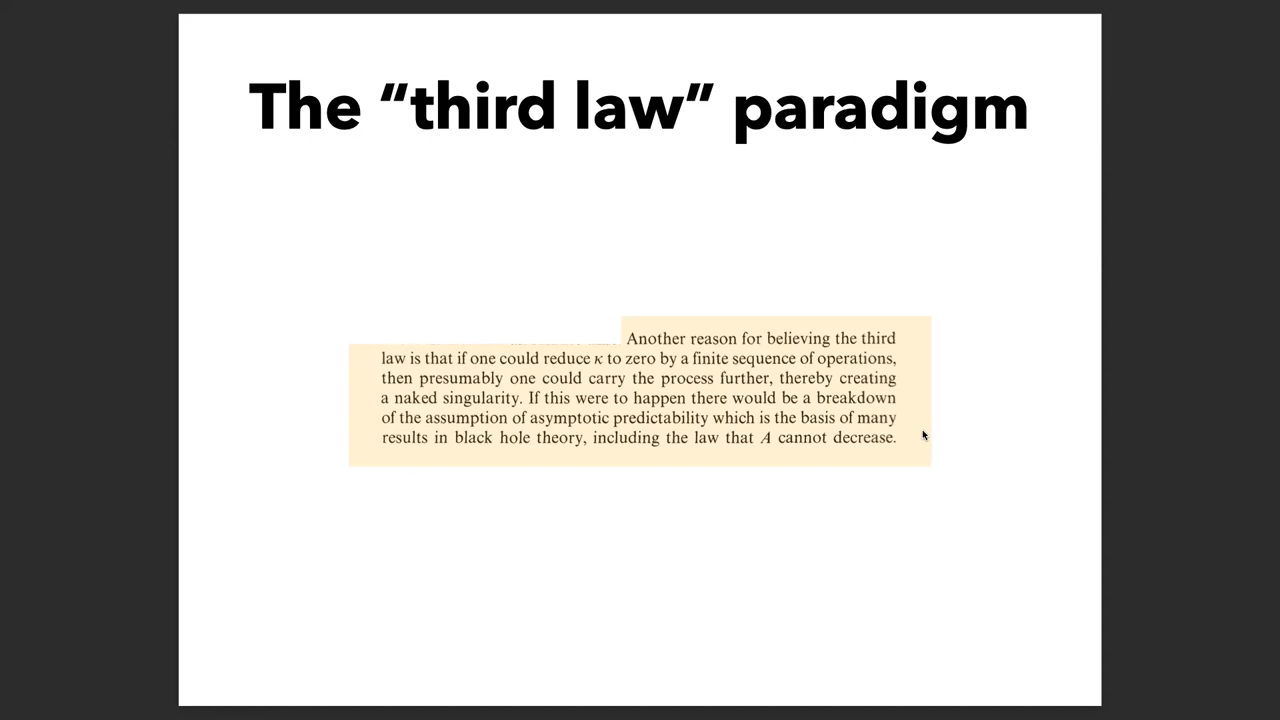 The “third law” paradigm
Another reason for believing the third
law is that if one could reduce κ to zero by a finite sequence of operations,
then presumably one could carry the process further, thereby creating
a naked singularity. If this were to happen there would be a breakdown
of the assumption of asymptotic predictability which is the basis of many
results in black hole theory, including the law that A cannot decrease.